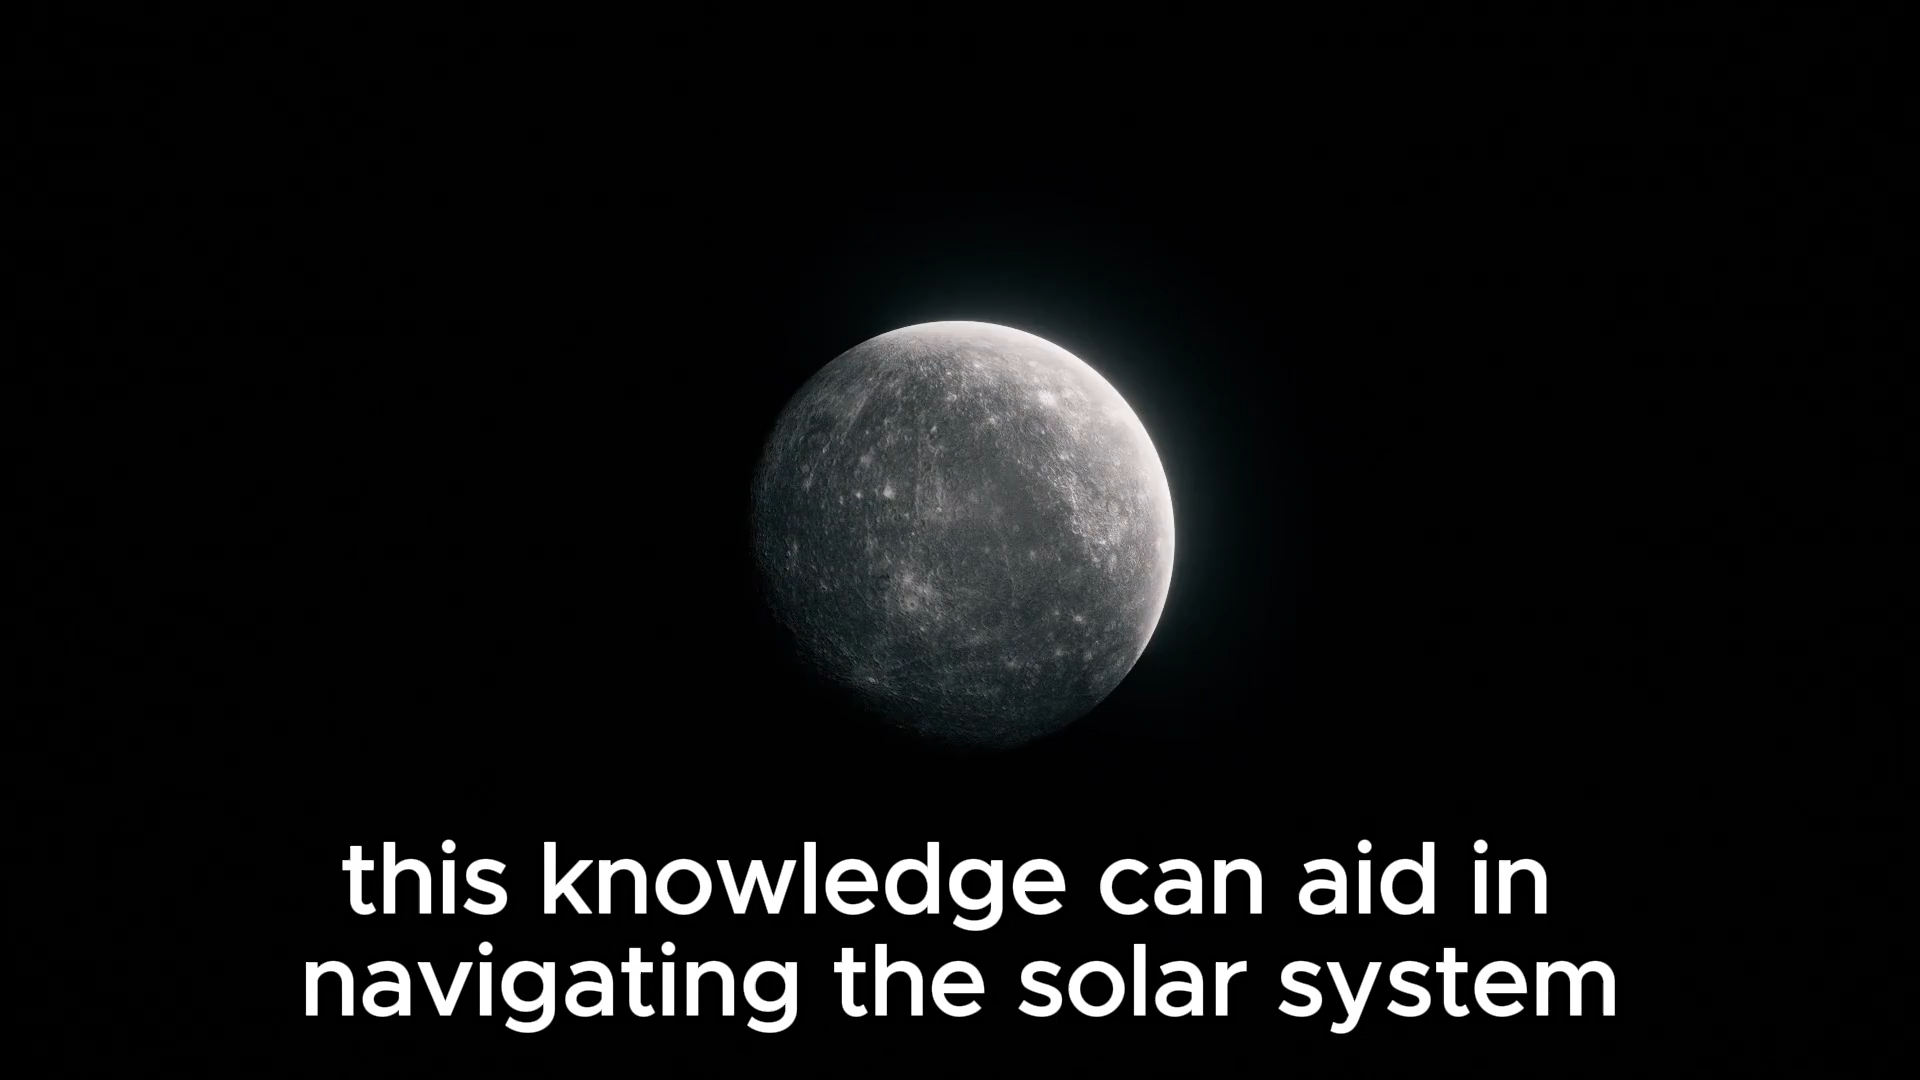 this knowledge can aid in
navigating the solar system